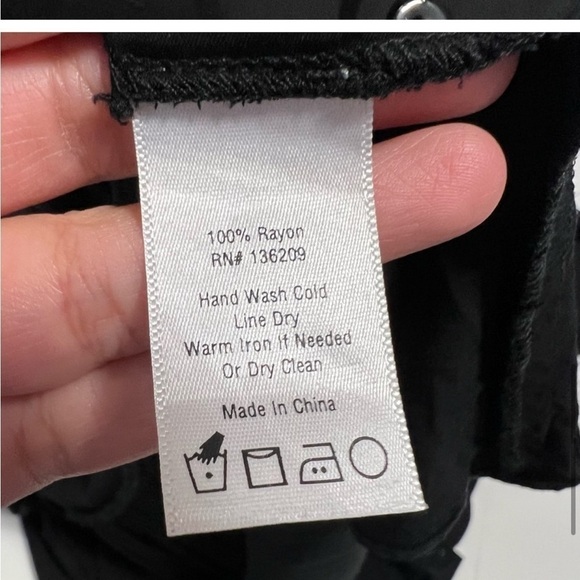 100% Rayon
RN# 136209
Hand Wash Cold
Line Dry
Warm Iron If Needed
Or Dry Clean
Made In China